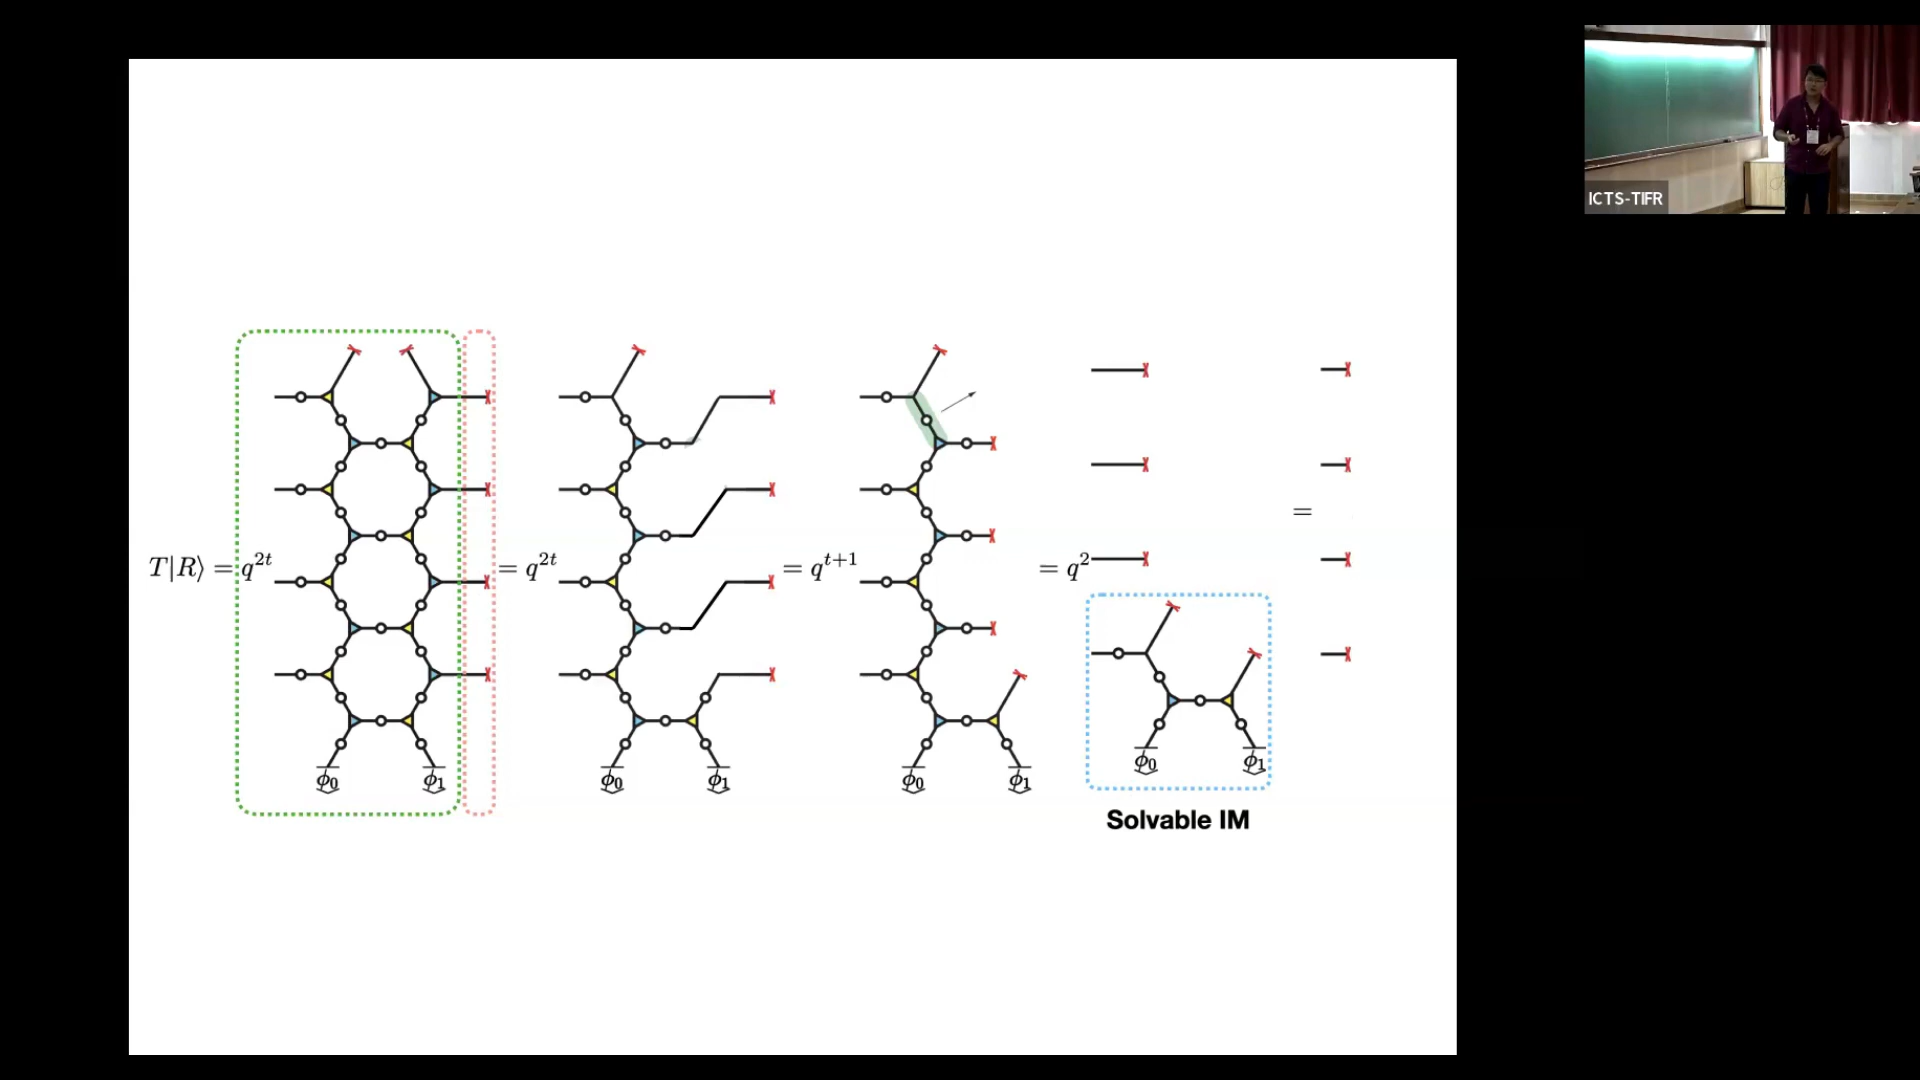 ICTS-TIFR
T|R⟩ = q^{2t}
= q^{2t}
= q^{t+1}
= q^2
=
ϕ0 ϕ1
ϕ0 ϕ1
ϕ0 ϕ1
ϕ0 ϕ1
Solvable IM